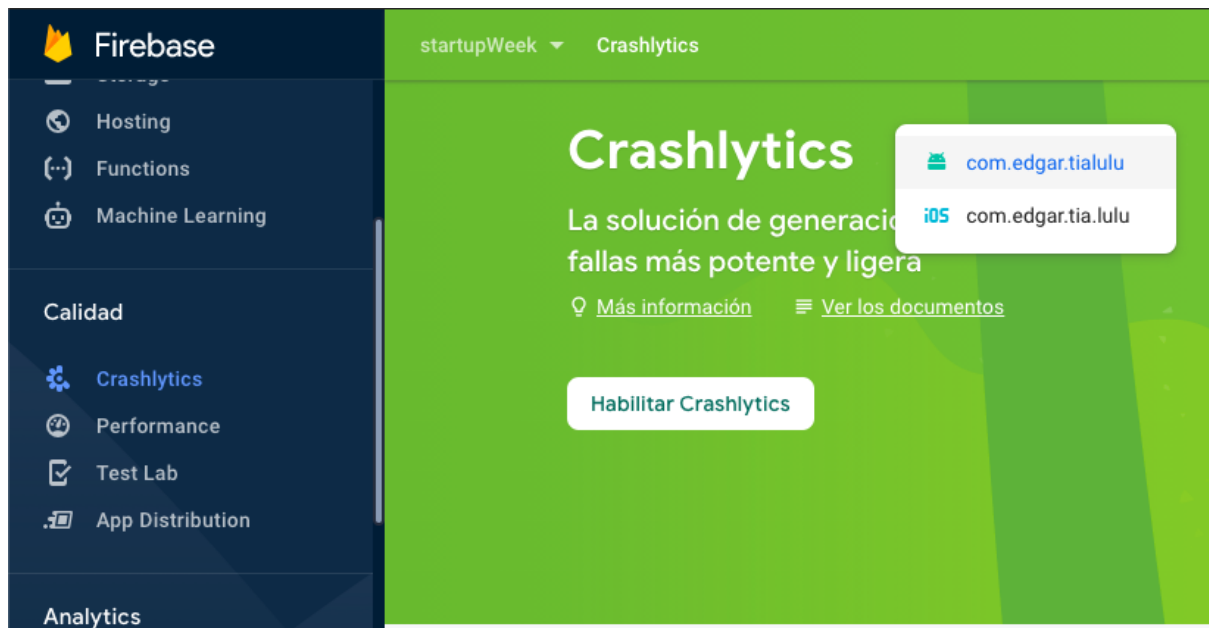 Firebase
startupWeek
Crashlytics
Storage
Hosting
Functions
Machine Learning
Calidad
Crashlytics
Performance
Test Lab
App Distribution
Analytics
Crashlytics
com.edgar.tialulu
iOS com.edgar.tia.lulu
La solución de generació
fallas más potente y ligera
Más información
Ver los documentos
Habilitar Crashlytics